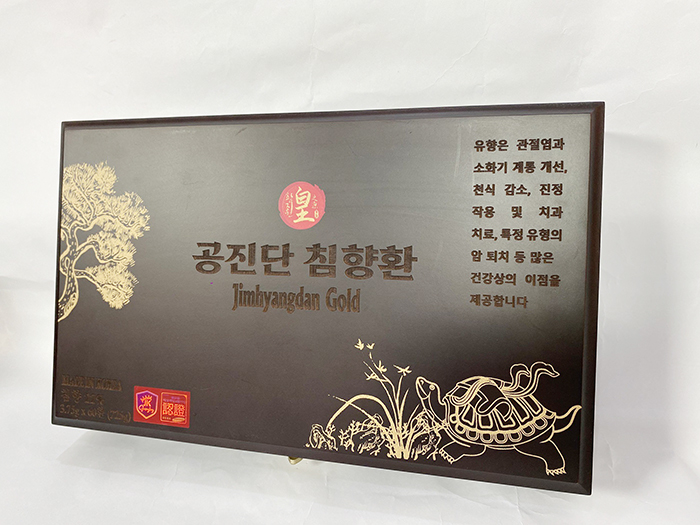 유향은 관절염과
소화기 계통 개선,
천식 감소, 진정
작용 및 치과
치료, 특정 유형의
암 퇴치 등 많은
건강상의 이점을
제공합니다
皇
공진단 침향환
Jimhyangdan Gold
認證